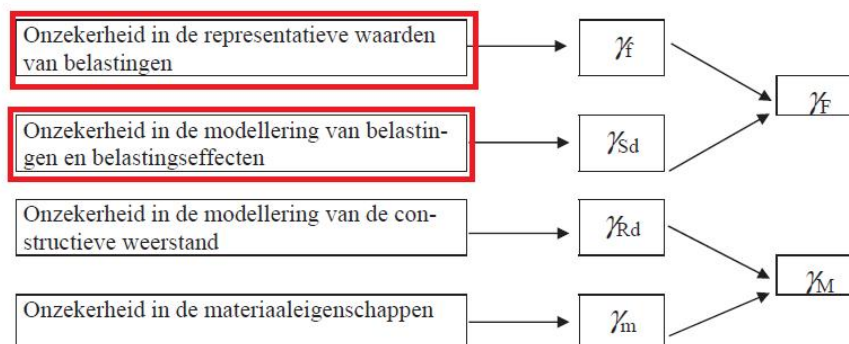 Onzekerheid in de representatieve waarden
van belastingen
γf
γF
Onzekerheid in de modellering van belastin-
gen en belastingseffecten
γSd
Onzekerheid in de modellering van de con-
structieve weerstand
γRd
γM
Onzekerheid in de materiaaleigenschappen
γm